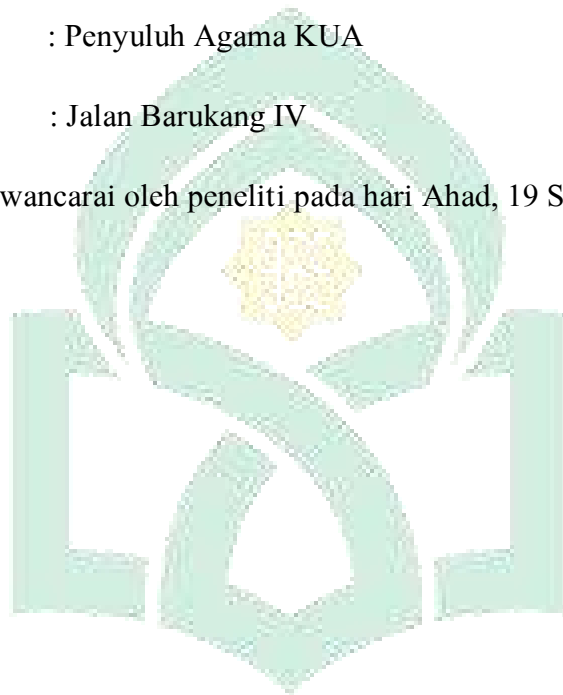 : Penyuluh Agama KUA
: Jalan Barukang IV
wancarai oleh peneliti pada hari Ahad, 19 S